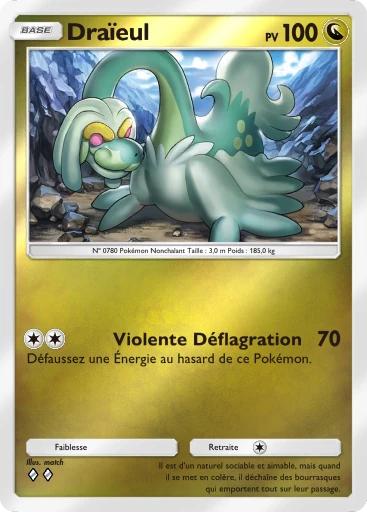 BASE Draïeul PV 100
N° 0780 Pokémon Nonchalant Taille : 3,0 m Poids : 185,0 kg
Violente Déflagration 70
Défaussez une Énergie au hasard de ce Pokémon.
Faiblesse Retraite
Illus. match
Il est d'un naturel sociable et aimable, mais quand
il se met en colère, il déchaîne des bourrasques
qui emportent tout sur leur passage.